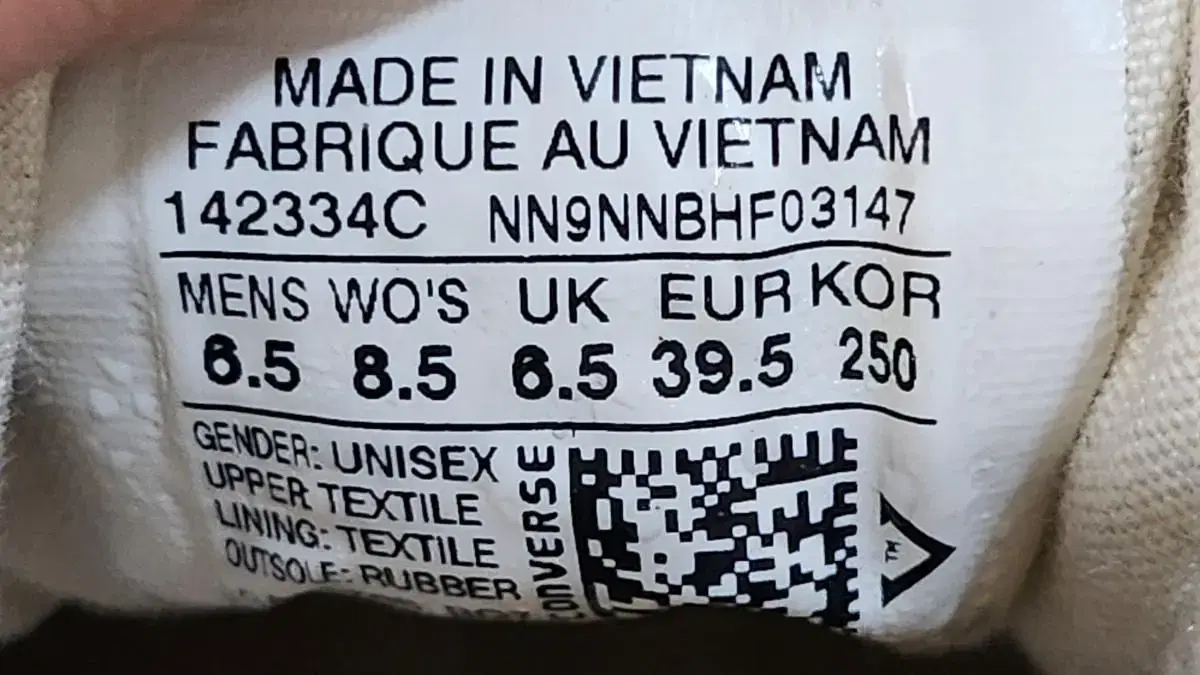 MADE IN VIETNAM
FABRIQUE AU VIETNAM
142334C NN9NNBHF03147
MENS WO'S UK EUR KOR
6.5 8.5 6.5 39.5 250
GENDER: UNISEX
UPPER TEXTILE
LINING: TEXTILE
OUTSOLE: RUBBER
CONVERSE
TM